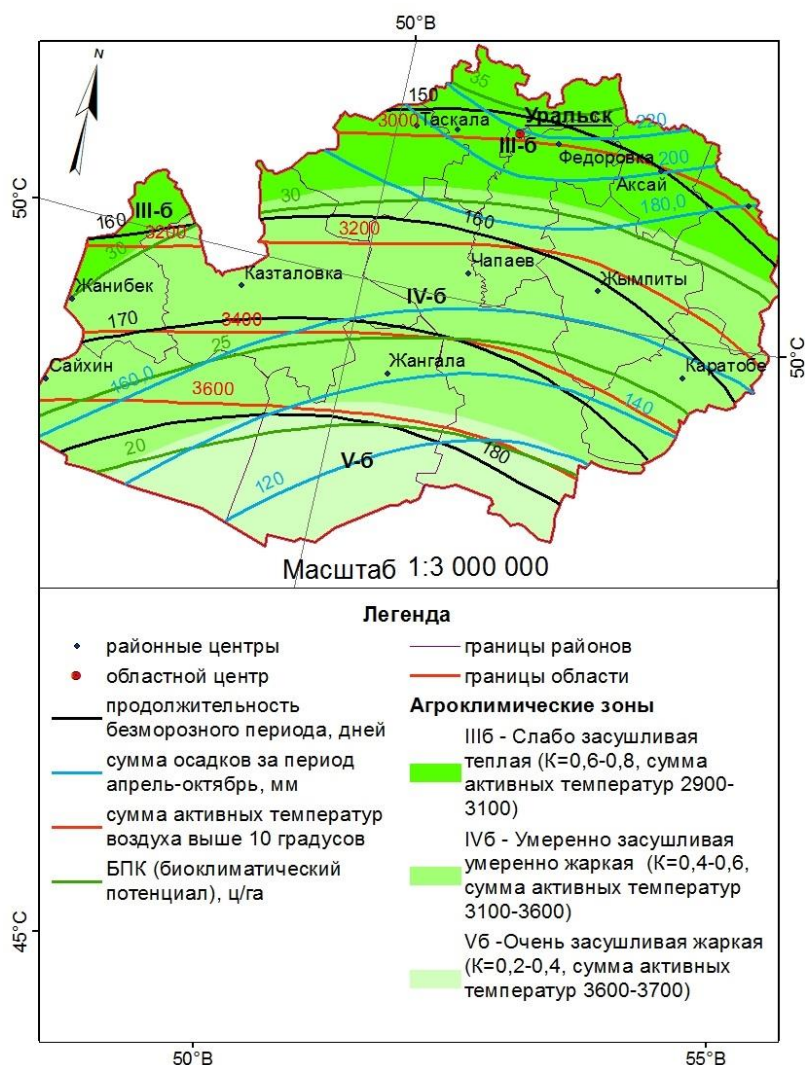 50°В
N
50°С
150
35
3000
Таскала
Уральск
220
III-б
Федоровка
200
Аксай
180,0
III-б
160
3200
30
30
160
3200
Жанибек
Казталовка
Чапаев
Жымпиты
IV-б
170
3400
25
Сайхин
160,0
Жангала
Каратобе
50°С
3600
140
20
V-б
180
120
Масштаб 1:3 000 000
Легенда
районные центры
областной центр
продолжительность
безморозного периода, дней
сумма осадков за период
апрель-октябрь, мм
сумма активных температур
воздуха выше 10 градусов
БПК (биоклиматический
потенциал), ц/га
границы районов
границы области
Агроклимические зоны
IIIб - Слабо засушливая
теплая (К=0,6-0,8, сумма
активных температур 2900-
3100)
IVб - Умеренно засушливая
умеренно жаркая (К=0,4-0,6,
сумма активных температур
3100-3600)
Vб -Очень засушливая жаркая
(К=0,2-0,4, сумма активных
температур 3600-3700)
45°С
50°В
55°В